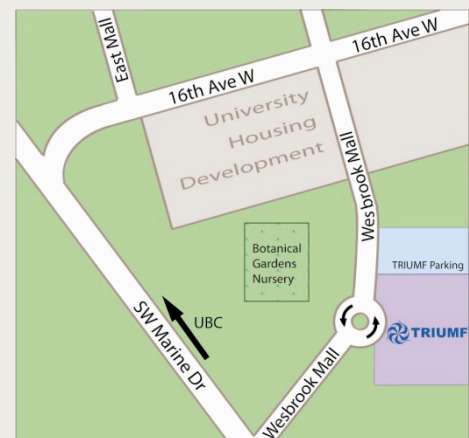 East Mall
16th Ave W
16th Ave W
University
Housing
Development
Wesbrook Mall
Botanical
Gardens
Nursery
TRIUMF Parking
UBC
SW Marine Dr
TRIUMF
Wesbrook Mall